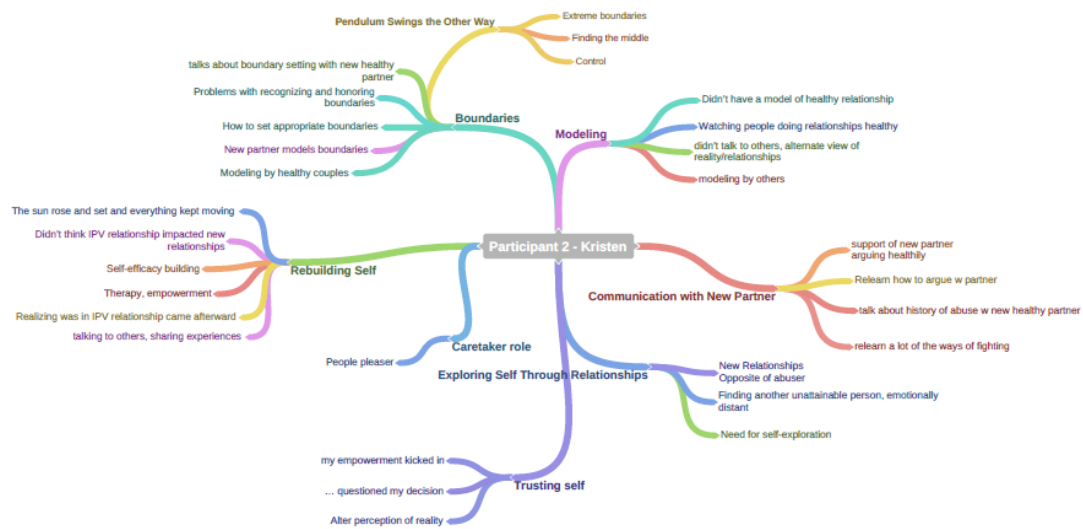 Pendulum Swings the Other Way
Extreme boundaries
Finding the middle
Control
talks about boundary setting with new healthy
partner
Problems with recognizing and honoring
boundaries
How to set appropriate boundaries
New partner models boundaries
Modeling by healthy couples
Boundaries
Modeling
Didn't have a model of healthy relationship
Watching people doing relationships healthy
didn't talk to others, alternate view of
reality/relationships
modeling by others
Participant 2 - Kristen
The sun rose and set and everything kept moving
Didn't think IPV relationship impacted new
relationships
Self-efficacy building
Therapy, empowerment
Realizing was in IPV relationship came afterward
talking to others, sharing experiences
Rebuilding Self
Communication with New Partner
support of new partner
arguing healthily
Relearn how to argue w partner
talk about history of abuse w new healthy partner
relearn a lot of the ways of fighting
Caretaker role
People pleaser
Exploring Self Through Relationships
New Relationships
Opposite of abuser
Finding another unattainable person, emotionally
distant
Need for self-exploration
Trusting self
my empowerment kicked in
... questioned my decision
Alter perception of reality